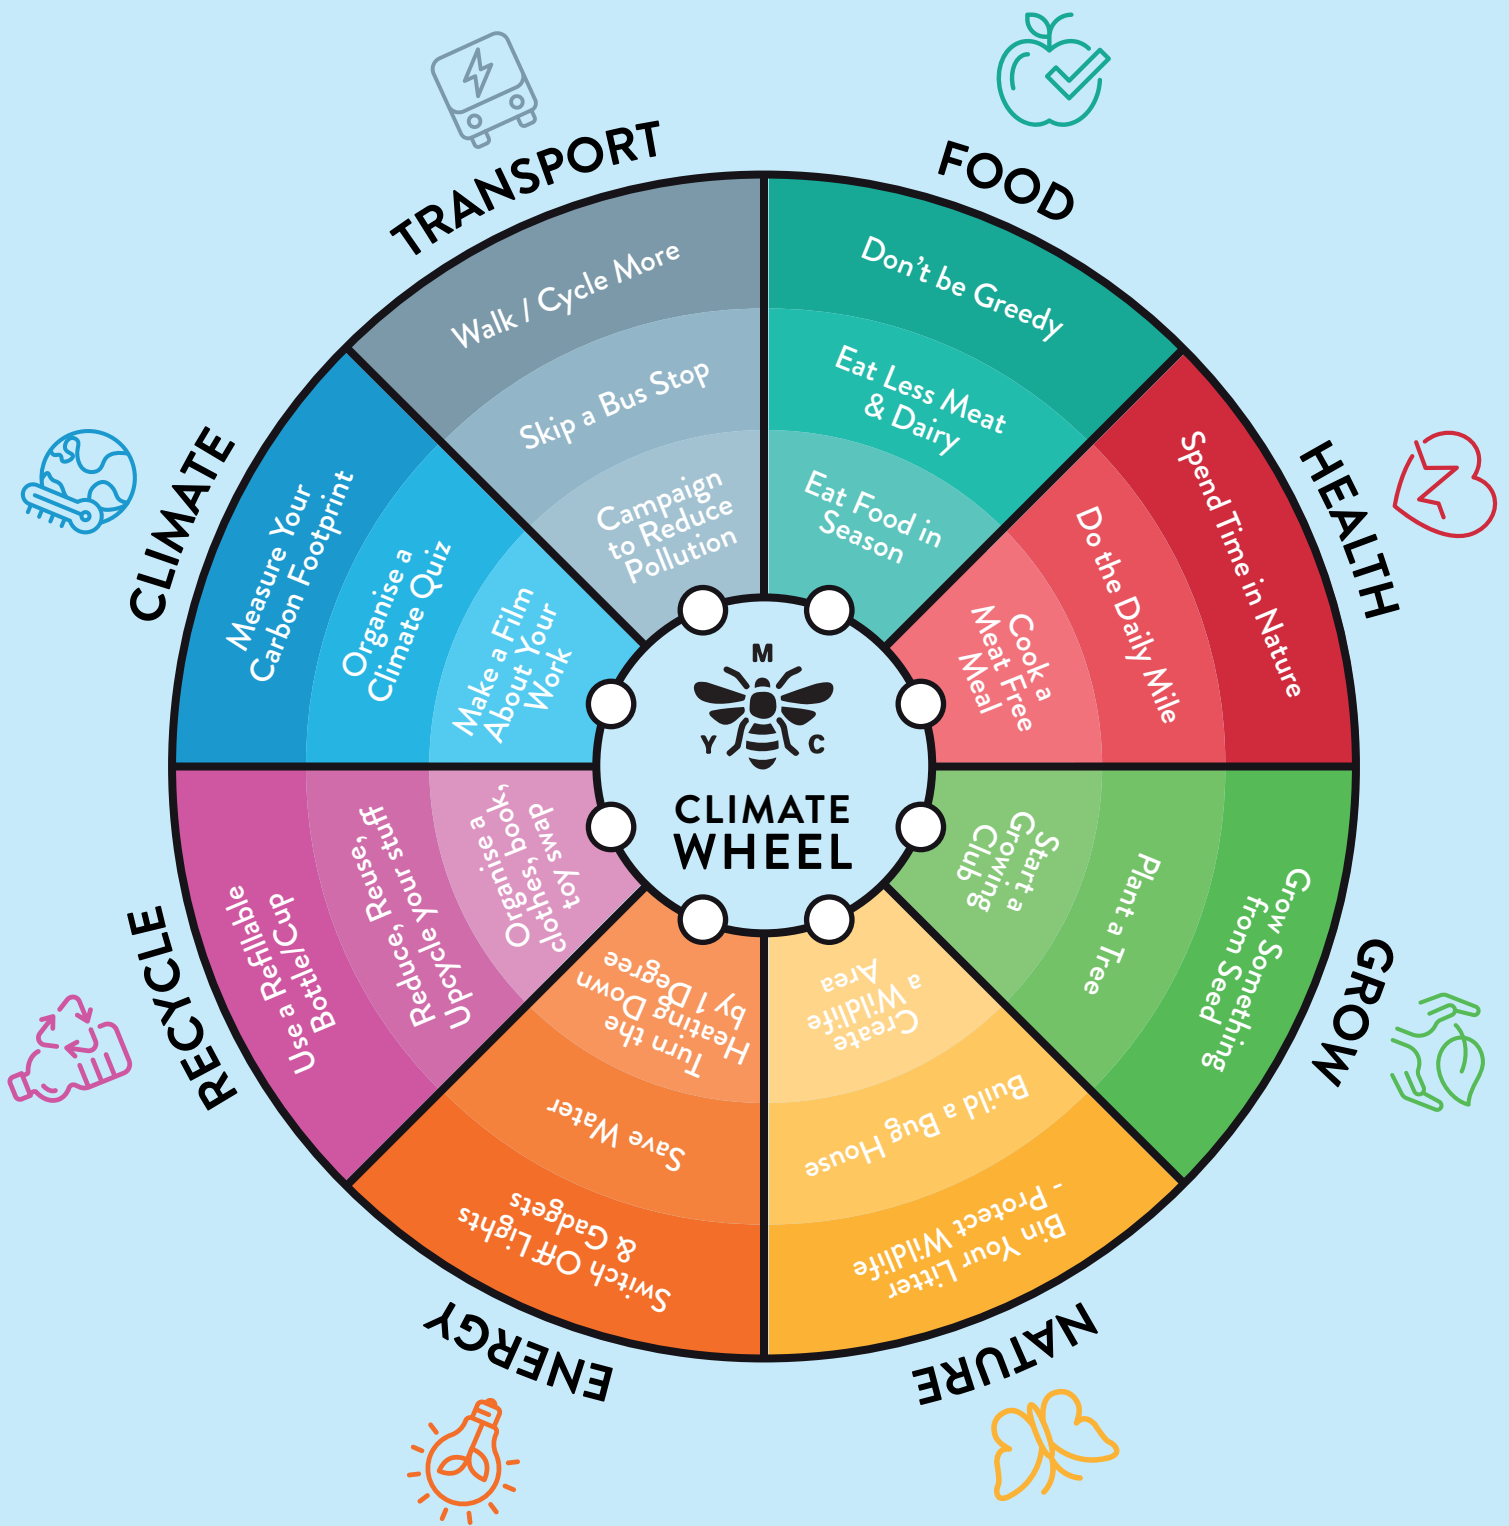 TRANSPORT
Walk / Cycle More
Skip a Bus Stop
Campaign
to Reduce
Pollution
FOOD
Don't be Greedy
Eat Less Meat
& Dairy
Eat Food in
Season
HEALTH
Spend Time in Nature
Do the Daily Mile
Cook a
Meat Free
Meal
GROW
Grow Something
from Seed
Plant a Tree
Start a
Growing
Club
NATURE
Bin Your Litter
- Protect Wildlife
Build a Bug House
Create
a Wildlife
Area
ENERGY
Switch Off Lights
& Gadgets
Save Water
Turn the
Heating Down
by 1 Degree
RECYCLE
Use a Refillable
Bottle/Cup
Reduce, Reuse,
Upcycle your stuff
Organise a
clothes, book,
toy swap
CLIMATE
Measure Your
Carbon Footprint
Organise a
Climate Quiz
Make a Film
About Your
Work
M
Y C
CLIMATE
WHEEL